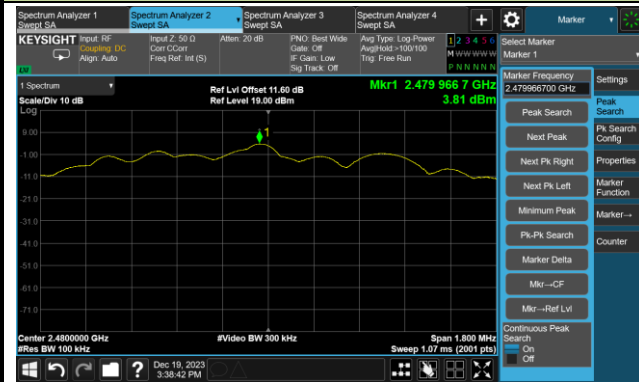 Spectrum Analyzer 1
Swept SA
Spectrum Analyzer 2
Swept SA
Spectrum Analyzer 3
Swept SA
Spectrum Analyzer 4
Swept SA
Marker
KEYSIGHT
Input: RF
Coupling: DC
Align: Auto
Input Z: 50 Ω
Corr CCorr
Freq Ref: Int (S)
Atten: 20 dB
PNO: Best Wide
Gate: Off
IF Gain: Low
Sig Track: Off
Avg Type: Log-Power
Avg|Hold:>100/100
Trig: Free Run
1 2 3 4 5 6
M W W W W W
P N N N N N
Select Marker
Marker 1
1 Spectrum
Scale/Div 10 dB
Log
Ref Lvl Offset 11.60 dB
Ref Level 19.00 dBm
Mkr1 2.479 966 7 GHz
3.81 dBm
9.00
-1.00
-11.0
-21.0
-31.0
-41.0
-51.0
-61.0
-71.0
1
Center 2.4800000 GHz
#Res BW 100 kHz
#Video BW 300 kHz
Span 1.800 MHz
Sweep 1.07 ms (2001 pts)
Marker Frequency
2.479966700 GHz
Peak Search
Next Peak
Next Pk Right
Next Pk Left
Minimum Peak
Pk-Pk Search
Marker Delta
Mkr→CF
Mkr→Ref Lvl
Continuous Peak
Search
On
Off
Settings
Peak
Search
Pk Search
Config
Properties
Marker
Function
Marker→
Counter
Dec 19, 2023
3:38:42 PM